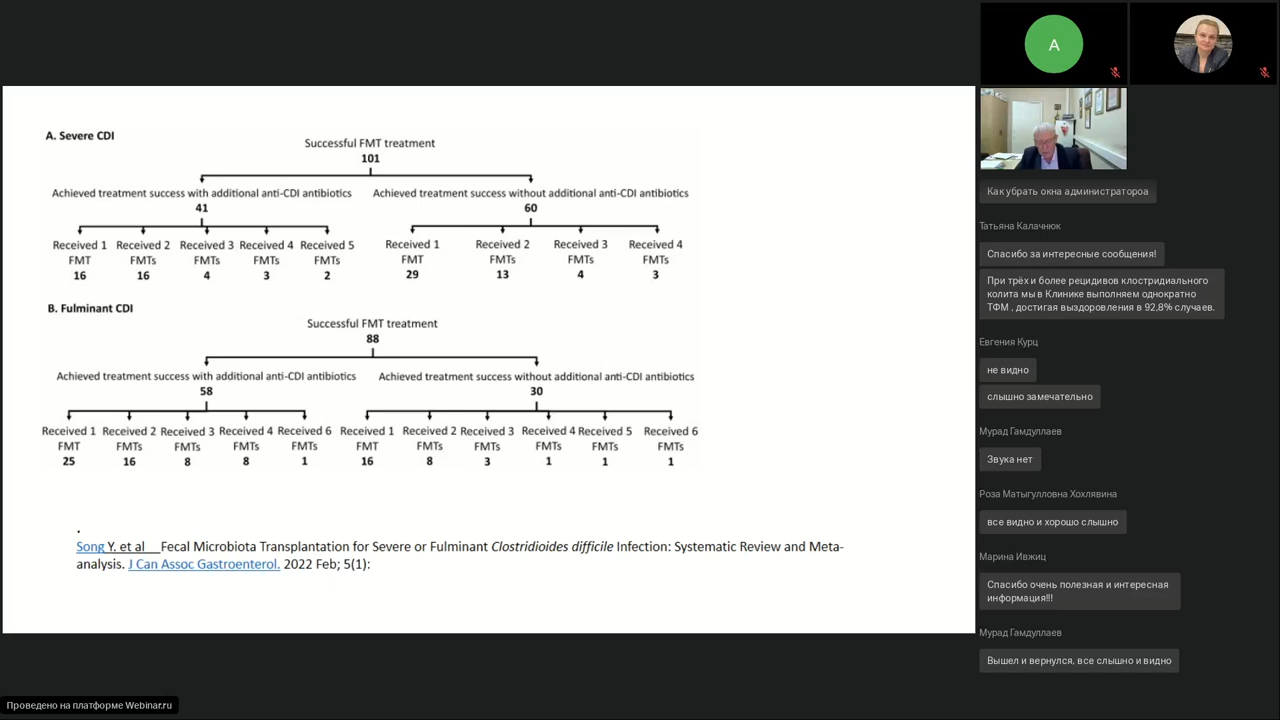 A
A. Severe CDI
Successful FMT treatment
101
Achieved treatment success with additional anti-CDI antibiotics
41
Achieved treatment success without additional anti-CDI antibiotics
60
Received 1 FMT 16
Received 2 FMTs 16
Received 3 FMTs 4
Received 4 FMTs 3
Received 5 FMTs 2
Received 1 FMT 29
Received 2 FMTs 13
Received 3 FMTs 4
Received 4 FMTs 3
B. Fulminant CDI
Successful FMT treatment
88
Achieved treatment success with additional anti-CDI antibiotics
58
Achieved treatment success without additional anti-CDI antibiotics
30
Received 1 FMT 25
Received 2 FMTs 16
Received 3 FMTs 8
Received 4 FMTs 8
Received 6 FMTs 1
Received 1 FMT 16
Received 2 FMTs 8
Received 3 FMTs 3
Received 4 FMTs 1
Received 5 FMTs 1
Received 6 FMTs 1
.
Song Y. et al Fecal Microbiota Transplantation for Severe or Fulminant Clostridioides difficile Infection: Systematic Review and Meta-
analysis. J Can Assoc Gastroenterol. 2022 Feb; 5(1):
Как убрать окна администратороа
Татьяна Калачнюк
Спасибо за интересные сообщения!
При трёх и более рецидивов клостридиального
колита мы в Клинике выполняем однократно
ТФМ , достигая выздоровления в 92,8% случаев.
Евгения Курц
не видно
слышно замечательно
Мурад Гамдуллаев
Звука нет
Роза Матыгулловна Хохлявина
все видно и хорошо слышно
Марина Ивжиц
Спасибо очень полезная и интересная
информация!!!
Мурад Гамдуллаев
Вышел и вернулся, все слышно и видно
Проведено на платформе Webinar.ru